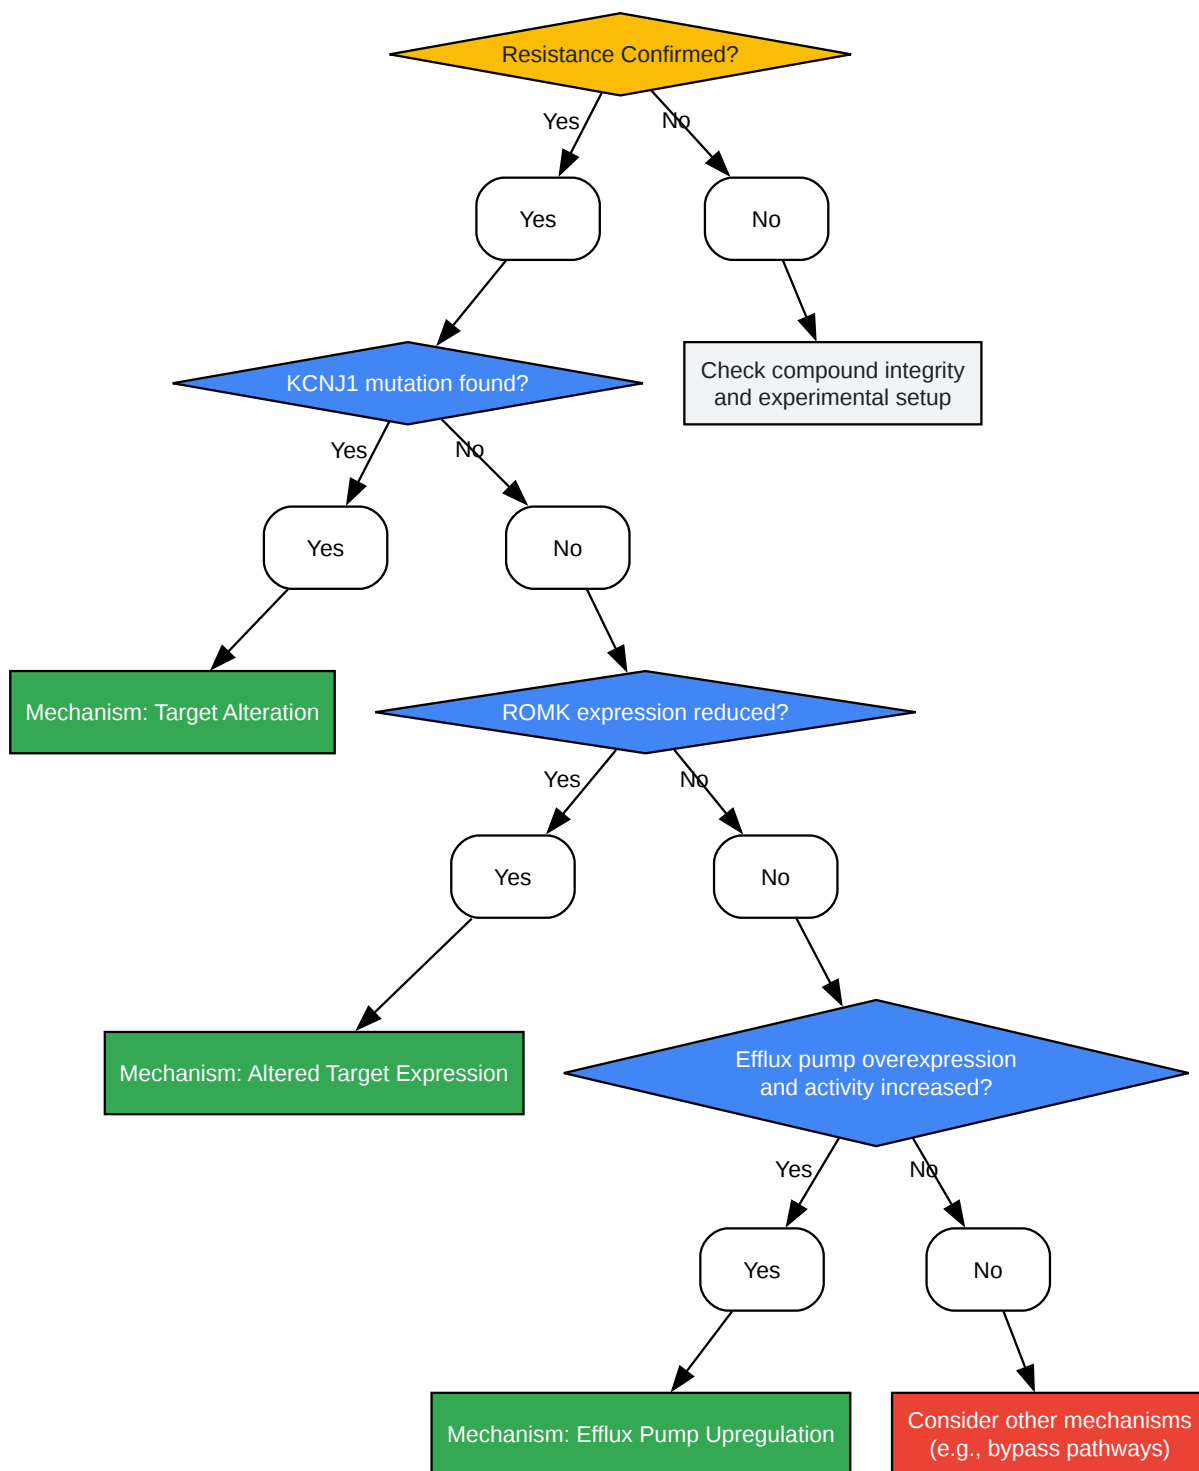 Resistance Confirmed?
Yes
No
Yes
No
KCNJ1 mutation found?
Check compound integrity
and experimental setup
Yes
No
Yes
No
Mechanism: Target Alteration
ROMK expression reduced?
Yes
No
Yes
No
Mechanism: Altered Target Expression
Efflux pump overexpression
and activity increased?
Yes
No
Yes
No
Mechanism: Efflux Pump Upregulation
Consider other mechanisms
(e.g., bypass pathways)